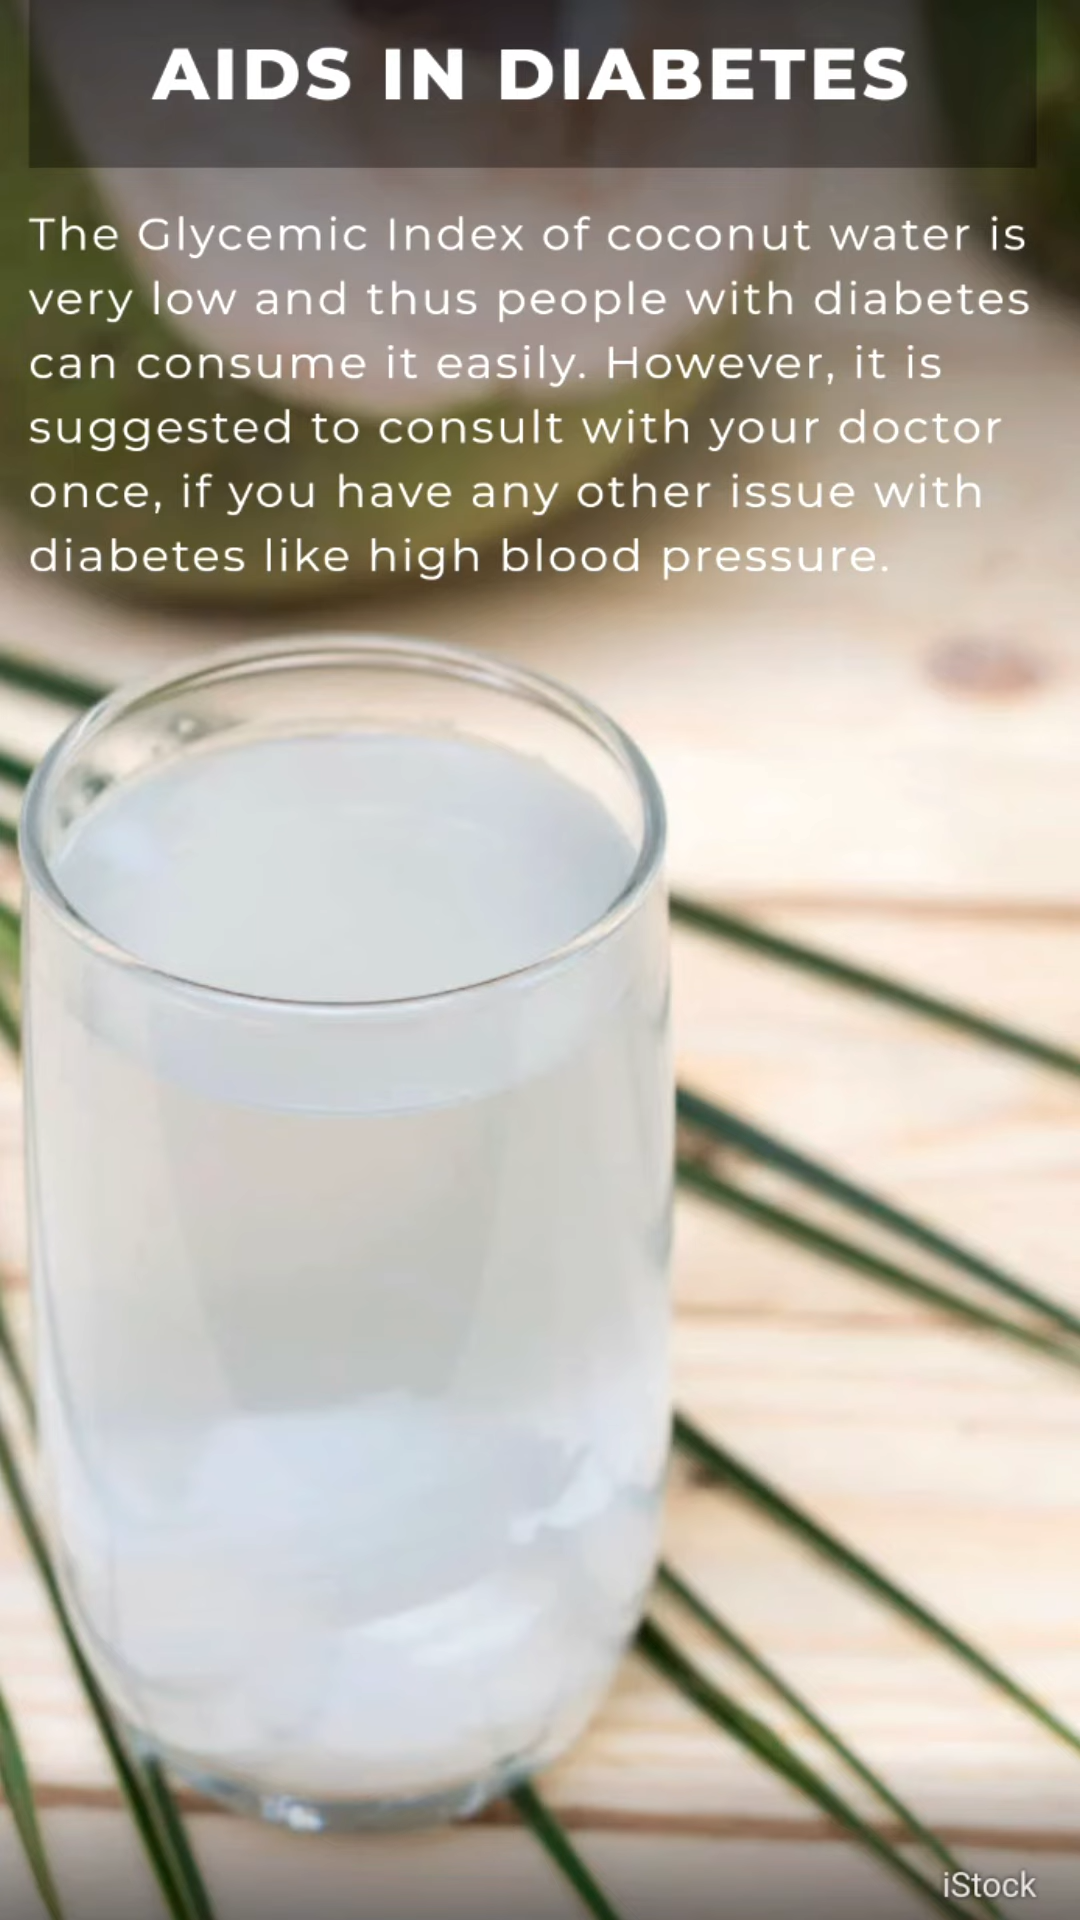 AIDS IN DIABETES
The Glycemic Index of coconut water is
very low and thus people with diabetes
can consume it easily. However, it is
suggested to consult with your doctor
once, if you have any other issue with
diabetes like high blood pressure.
iStock